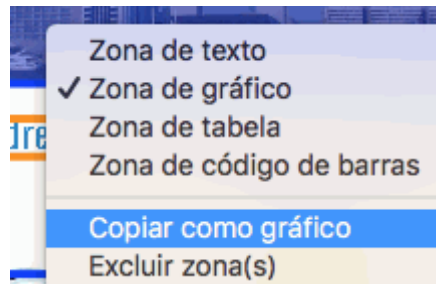 Zona de texto
✓ Zona de gráfico
Zona de tabela
Zona de código de barras
Copiar como gráfico
Excluir zona(s)
dre